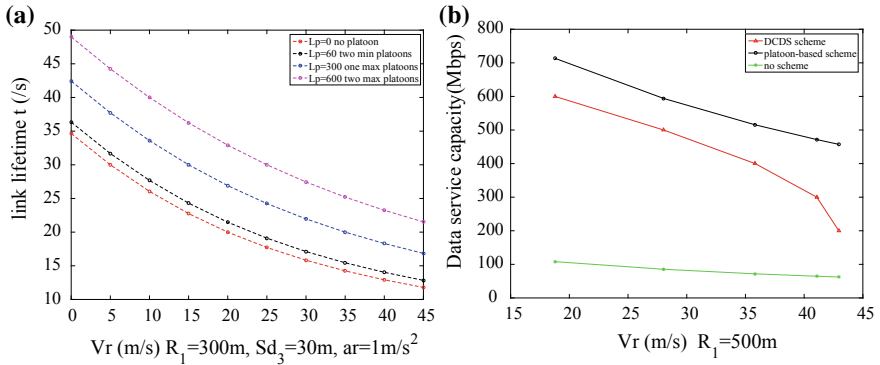 (a)
link lifetime t (/s)
50
45
40
35
30
25
20
15
10
0 5 10 15 20 25 30 35 40 45
Lp=0 no platoon
Lp=60 two min platoons
Lp=300 one max platoons
Lp=600 two max platoons
Vr (m/s) R₁=300m, Sd₃=30m, ar=1m/s²
(b)
Data service capacity(Mbps)
800
700
600
500
400
300
200
100
0
15 20 25 30 35 40 45
DCDS scheme
platoon-based scheme
no scheme
Vr (m/s) R₁=500m